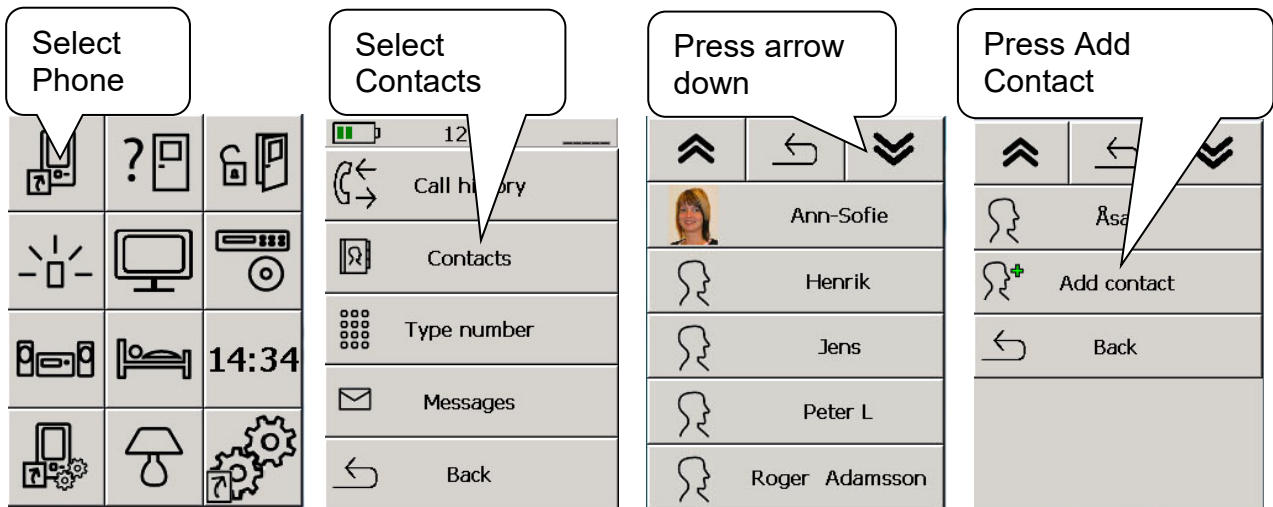 Select
Phone
?
14:34
Select
Contacts
12
Call history
Contacts
Type number
Messages
Back
Press arrow
down
Ann-Sofie
Henrik
Jens
Peter L
Roger Adamsson
Press Add
Contact
Åsa
Add contact
Back